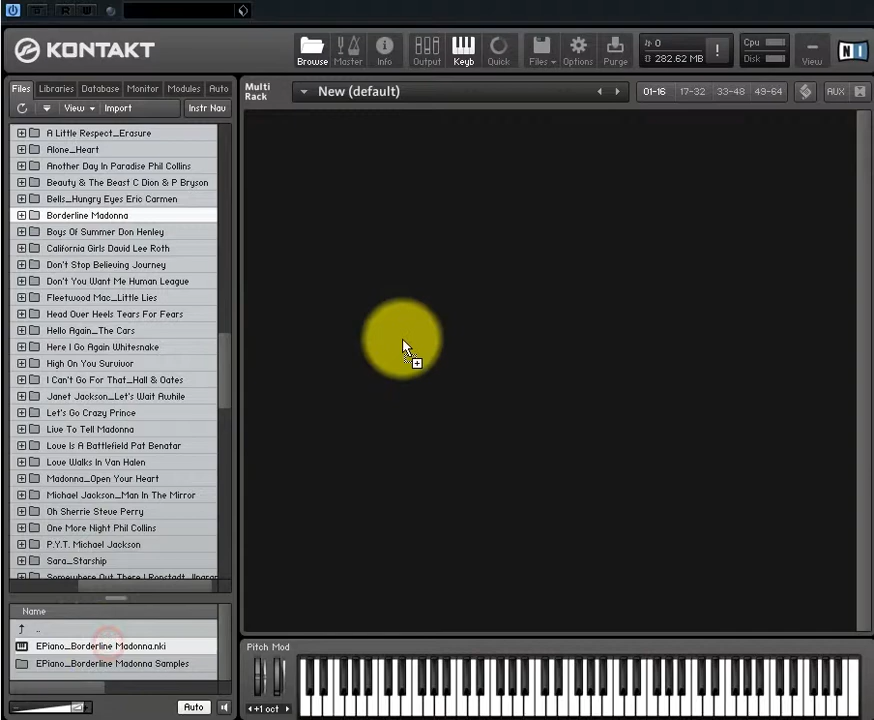 R W
KONTAKT
Browse Master Info Output Keyb Quick Files Options Purge 0 282.62 MB ! Cpu Disk View NI
Files Libraries Database Monitor Modules Auto
View Import Instr Nav
Multi Rack New (default) 01-16 17-32 33-48 49-64 AUX
A Little Respect_Erasure
Alone_Heart
Another Day In Paradise Phil Collins
Beauty & The Beast C Dion & P Bryson
Bells_Hungry Eyes Eric Carmen
Borderline Madonna
Boys Of Summer Don Henley
California Girls David Lee Roth
Don't Stop Believing Journey
Don't You Want Me Human League
Fleetwood Mac_Little Lies
Head Over Heels Tears For Fears
Hello Again_The Cars
Here I Go Again Whitesnake
High On You Survivor
I Can't Go For That_Hall & Oates
Janet Jackson_Let's Wait Awhile
Let's Go Crazy Prince
Live To Tell Madonna
Love Is A Battlefield Pat Benatar
Love Walks In Van Halen
Madonna_Open Your Heart
Michael Jackson_Man In The Mirror
Oh Sherrie Steve Perry
One More Night Phil Collins
P.Y.T. Michael Jackson
Sara_Starship
Somewhere Out There
Name
..
EPiano_Borderline Madonna.nki
EPiano_Borderline Madonna Samples
Auto
Pitch Mod
+1 oct